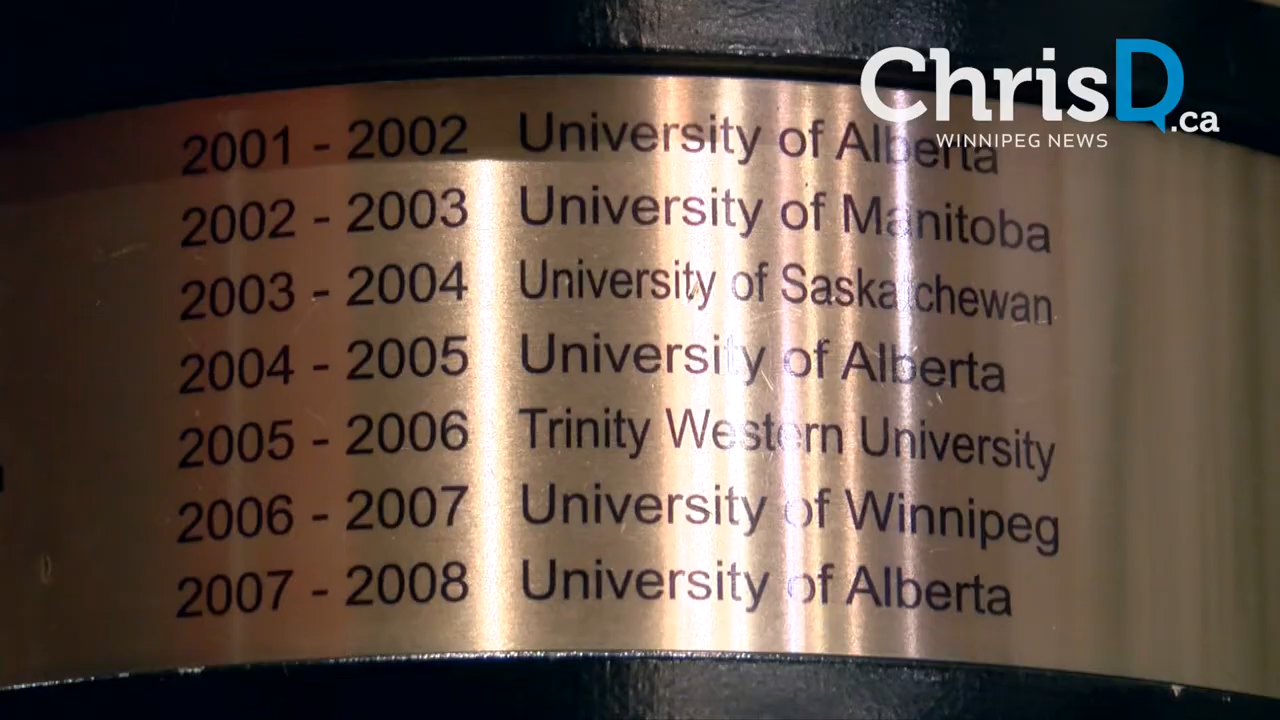 ChrisD.ca
WINNIPEG NEWS
2001 - 2002 University of Alberta
2002 - 2003 University of Manitoba
2003 - 2004 University of Saskatchewan
2004 - 2005 University of Alberta
2005 - 2006 Trinity Western University
2006 - 2007 University of Winnipeg
2007 - 2008 University of Alberta